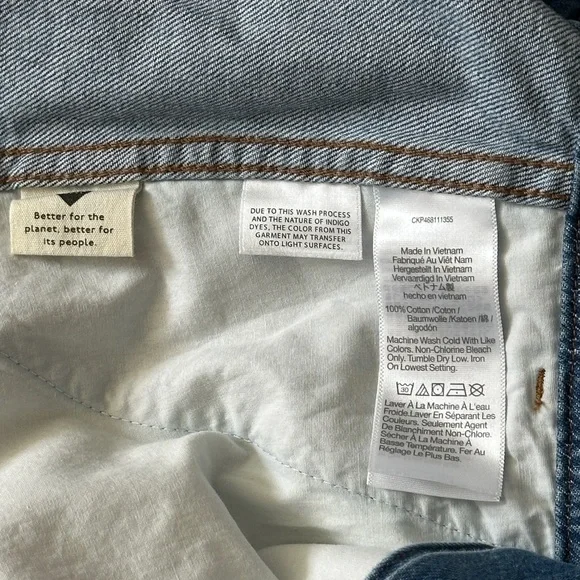 Better for the
planet, better for
its people.
DUE TO THIS WASH PROCESS
AND THE NATURE OF INDIGO
DYES, THE COLOR FROM THIS
GARMENT MAY TRANSFER
ONTO LIGHT SURFACES.
CKP468111355
Made In Vietnam
Fabriqué Au Viêt Nam
Hergestellt In Vietnam
Vervaardigd In Vietnam
ベトナム製
hecho en vietnam
100% Cotton /Coton /
Baumwolle /Katoen /綿 /
algodón
Machine Wash Cold With Like
Colors. Non-Chlorine Bleach
Only. Tumble Dry Low. Iron
On Lowest Setting.
Laver À La Machine À L'eau
Froide.Laver En Séparant Les
Couleurs. Seulement Agent
De Blanchiment Non-Chlore.
Sécher À La Machine À
Basse Température. Fer Au
Réglage Le Plus Bas.